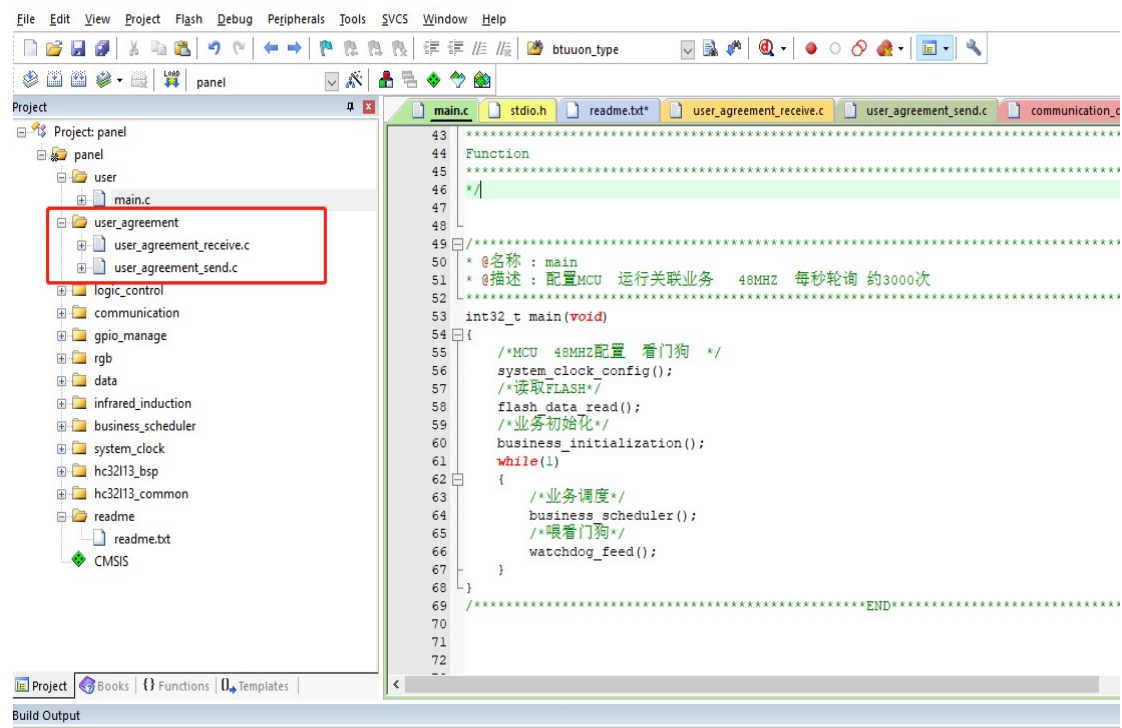 File Edit View Project Flash Debug Peripherals Tools SVCS Window Help
btuuon_type
LOAD panel
Project
main.c stdio.h readme.txt* user_agreement_receive.c user_agreement_send.c communication_c
Project: panel
panel
user
main.c
user_agreement
user_agreement_receive.c
user_agreement_send.c
logic_control
communication
gpio_manage
rgb
data
infrared_induction
business_scheduler
system_clock
hc32l13_bsp
hc32l13_common
readme
readme.txt
CMSIS
43 ***********************************************************************************
44 Function
45 ***********************************************************************************
46 */
47
48
49 /**********************************************************************************
50 * @名称 : main
51 * @描述 : 配置MCU 运行关联业务 48MHZ 每秒轮询 约3000次
52 ***********************************************************************************
53 int32_t main(void)
54 {
55 /*MCU 48MHZ配置 看门狗 */
56 system_clock_config();
57 /*读取FLASH*/
58 flash_data_read();
59 /*业务初始化*/
60 business_initialization();
61 while(1)
62 {
63 /*业务调度*/
64 business_scheduler();
65 /*喂看门狗*/
66 watchdog_feed();
67 }
68 }
69 /*************************************************END*****************************
70
71
72
Project Books {} Functions 0 Templates
Build Output